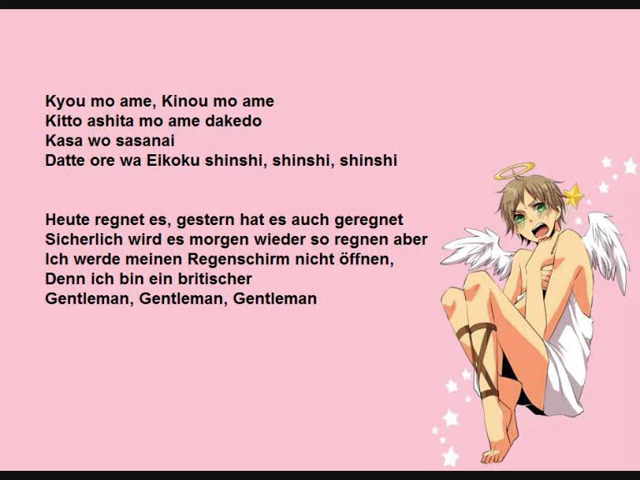 Kyou mo ame, Kinou mo ame
Kitto ashita mo ame dakedo
Kasa wo sasanai
Datte ore wa Eikoku shinshi, shinshi, shinshi
Heute regnet es, gestern hat es auch geregnet
Sicherlich wird es morgen wieder so regnen aber
Ich werde meinen Regenschirm nicht öffnen,
Denn ich bin ein britischer
Gentleman, Gentleman, Gentleman